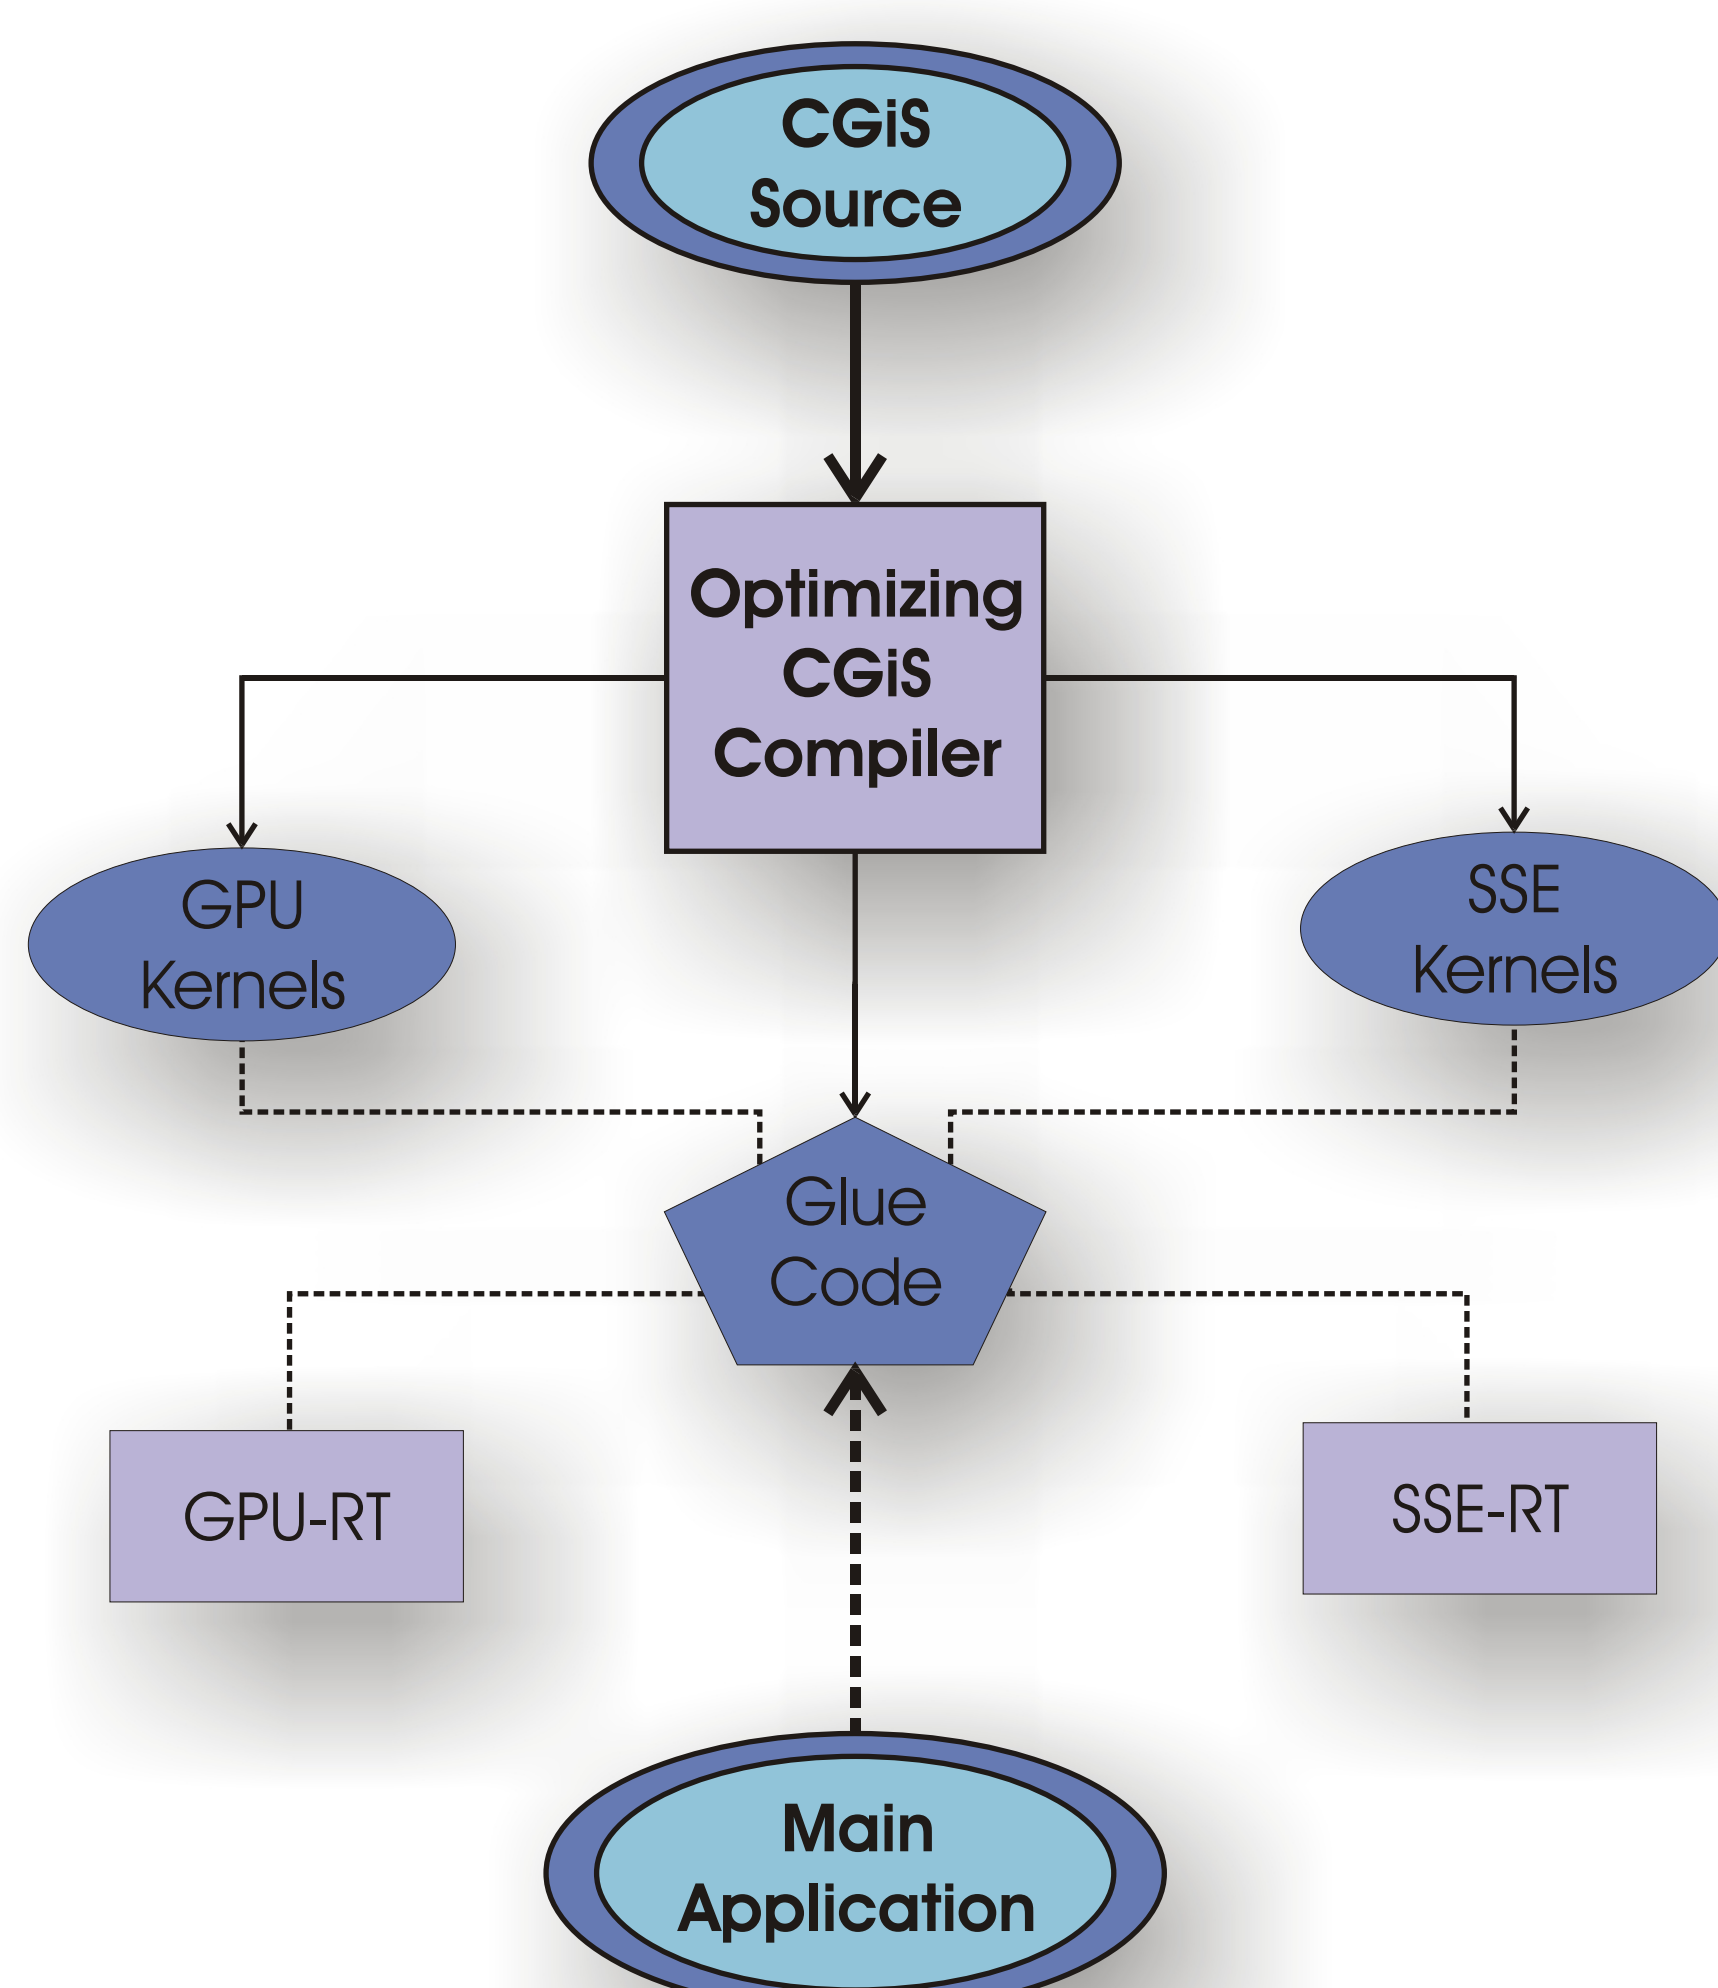 CGiS
Source
Optimizing
CGiS
Compiler
GPU
Kernels
SSE
Kernels
Glue
Code
GPU-RT
SSE-RT
Main
Application